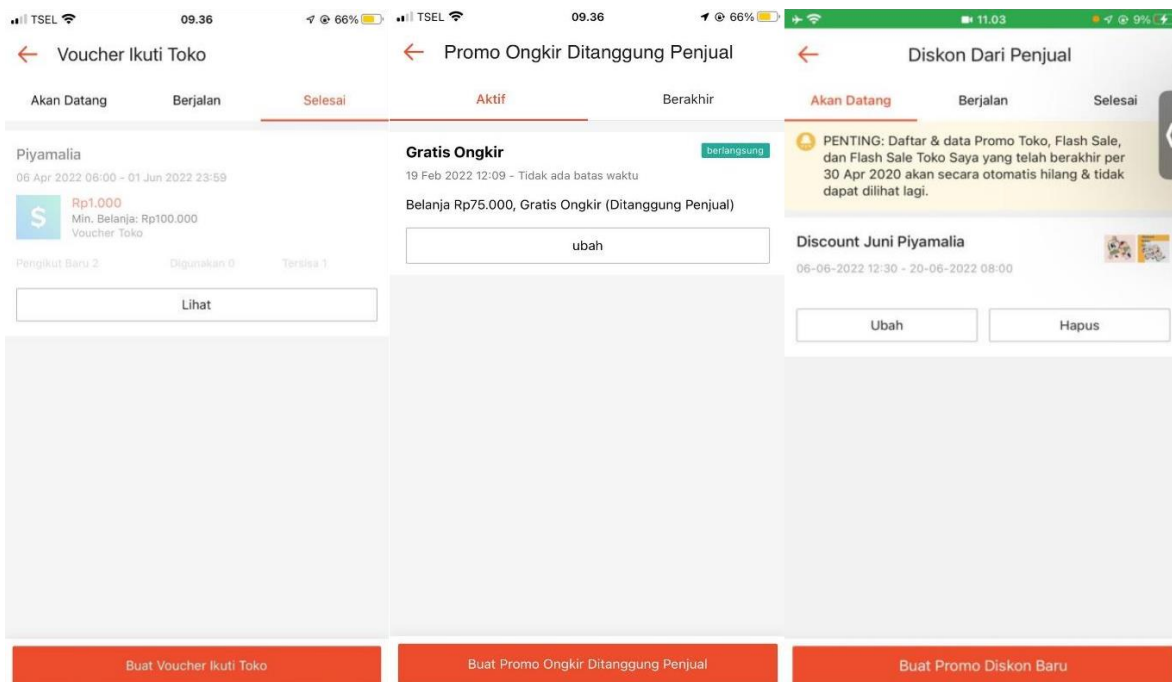 TSEL 09.36 66%
Voucher Ikuti Toko
Akan Datang Berjalan Selesai
Piyamalia
06 Apr 2022 06:00 - 01 Jun 2022 23:59
$
Rp1.000
Min. Belanja: Rp100.000
Voucher Toko
Pengikut Baru 2 Digunakan 0 Tersisa 1
Lihat
Buat Voucher Ikuti Toko
TSEL 09.36 66%
Promo Ongkir Ditanggung Penjual
Aktif Berakhir
Gratis Ongkir berlangsung
19 Feb 2022 12:09 - Tidak ada batas waktu
Belanja Rp75.000, Gratis Ongkir (Ditanggung Penjual)
ubah
Buat Promo Ongkir Ditanggung Penjual
11.03 9%
Diskon Dari Penjual
Akan Datang Berjalan Selesai
PENTING: Daftar & data Promo Toko, Flash Sale,
dan Flash Sale Toko Saya yang telah berakhir per
30 Apr 2020 akan secara otomatis hilang & tidak
dapat dilihat lagi.
Discount Juni Piyamalia
06-06-2022 12:30 - 20-06-2022 08:00
Ubah Hapus
Buat Promo Diskon Baru